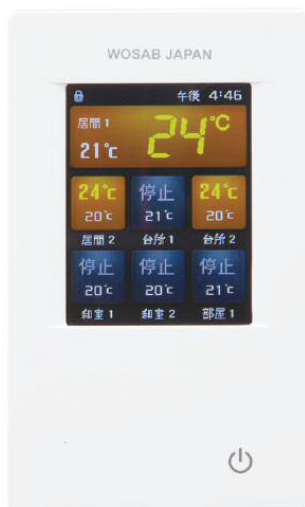 WOSAB JAPAN
午後 4:46
居間 1
24℃
21℃
24℃ 停止 24℃
20℃ 21℃ 20℃
居間 2 台所 1 台所 2
停止 停止 停止
20℃ 20℃ 21℃
和室 1 和室 2 部屋 1